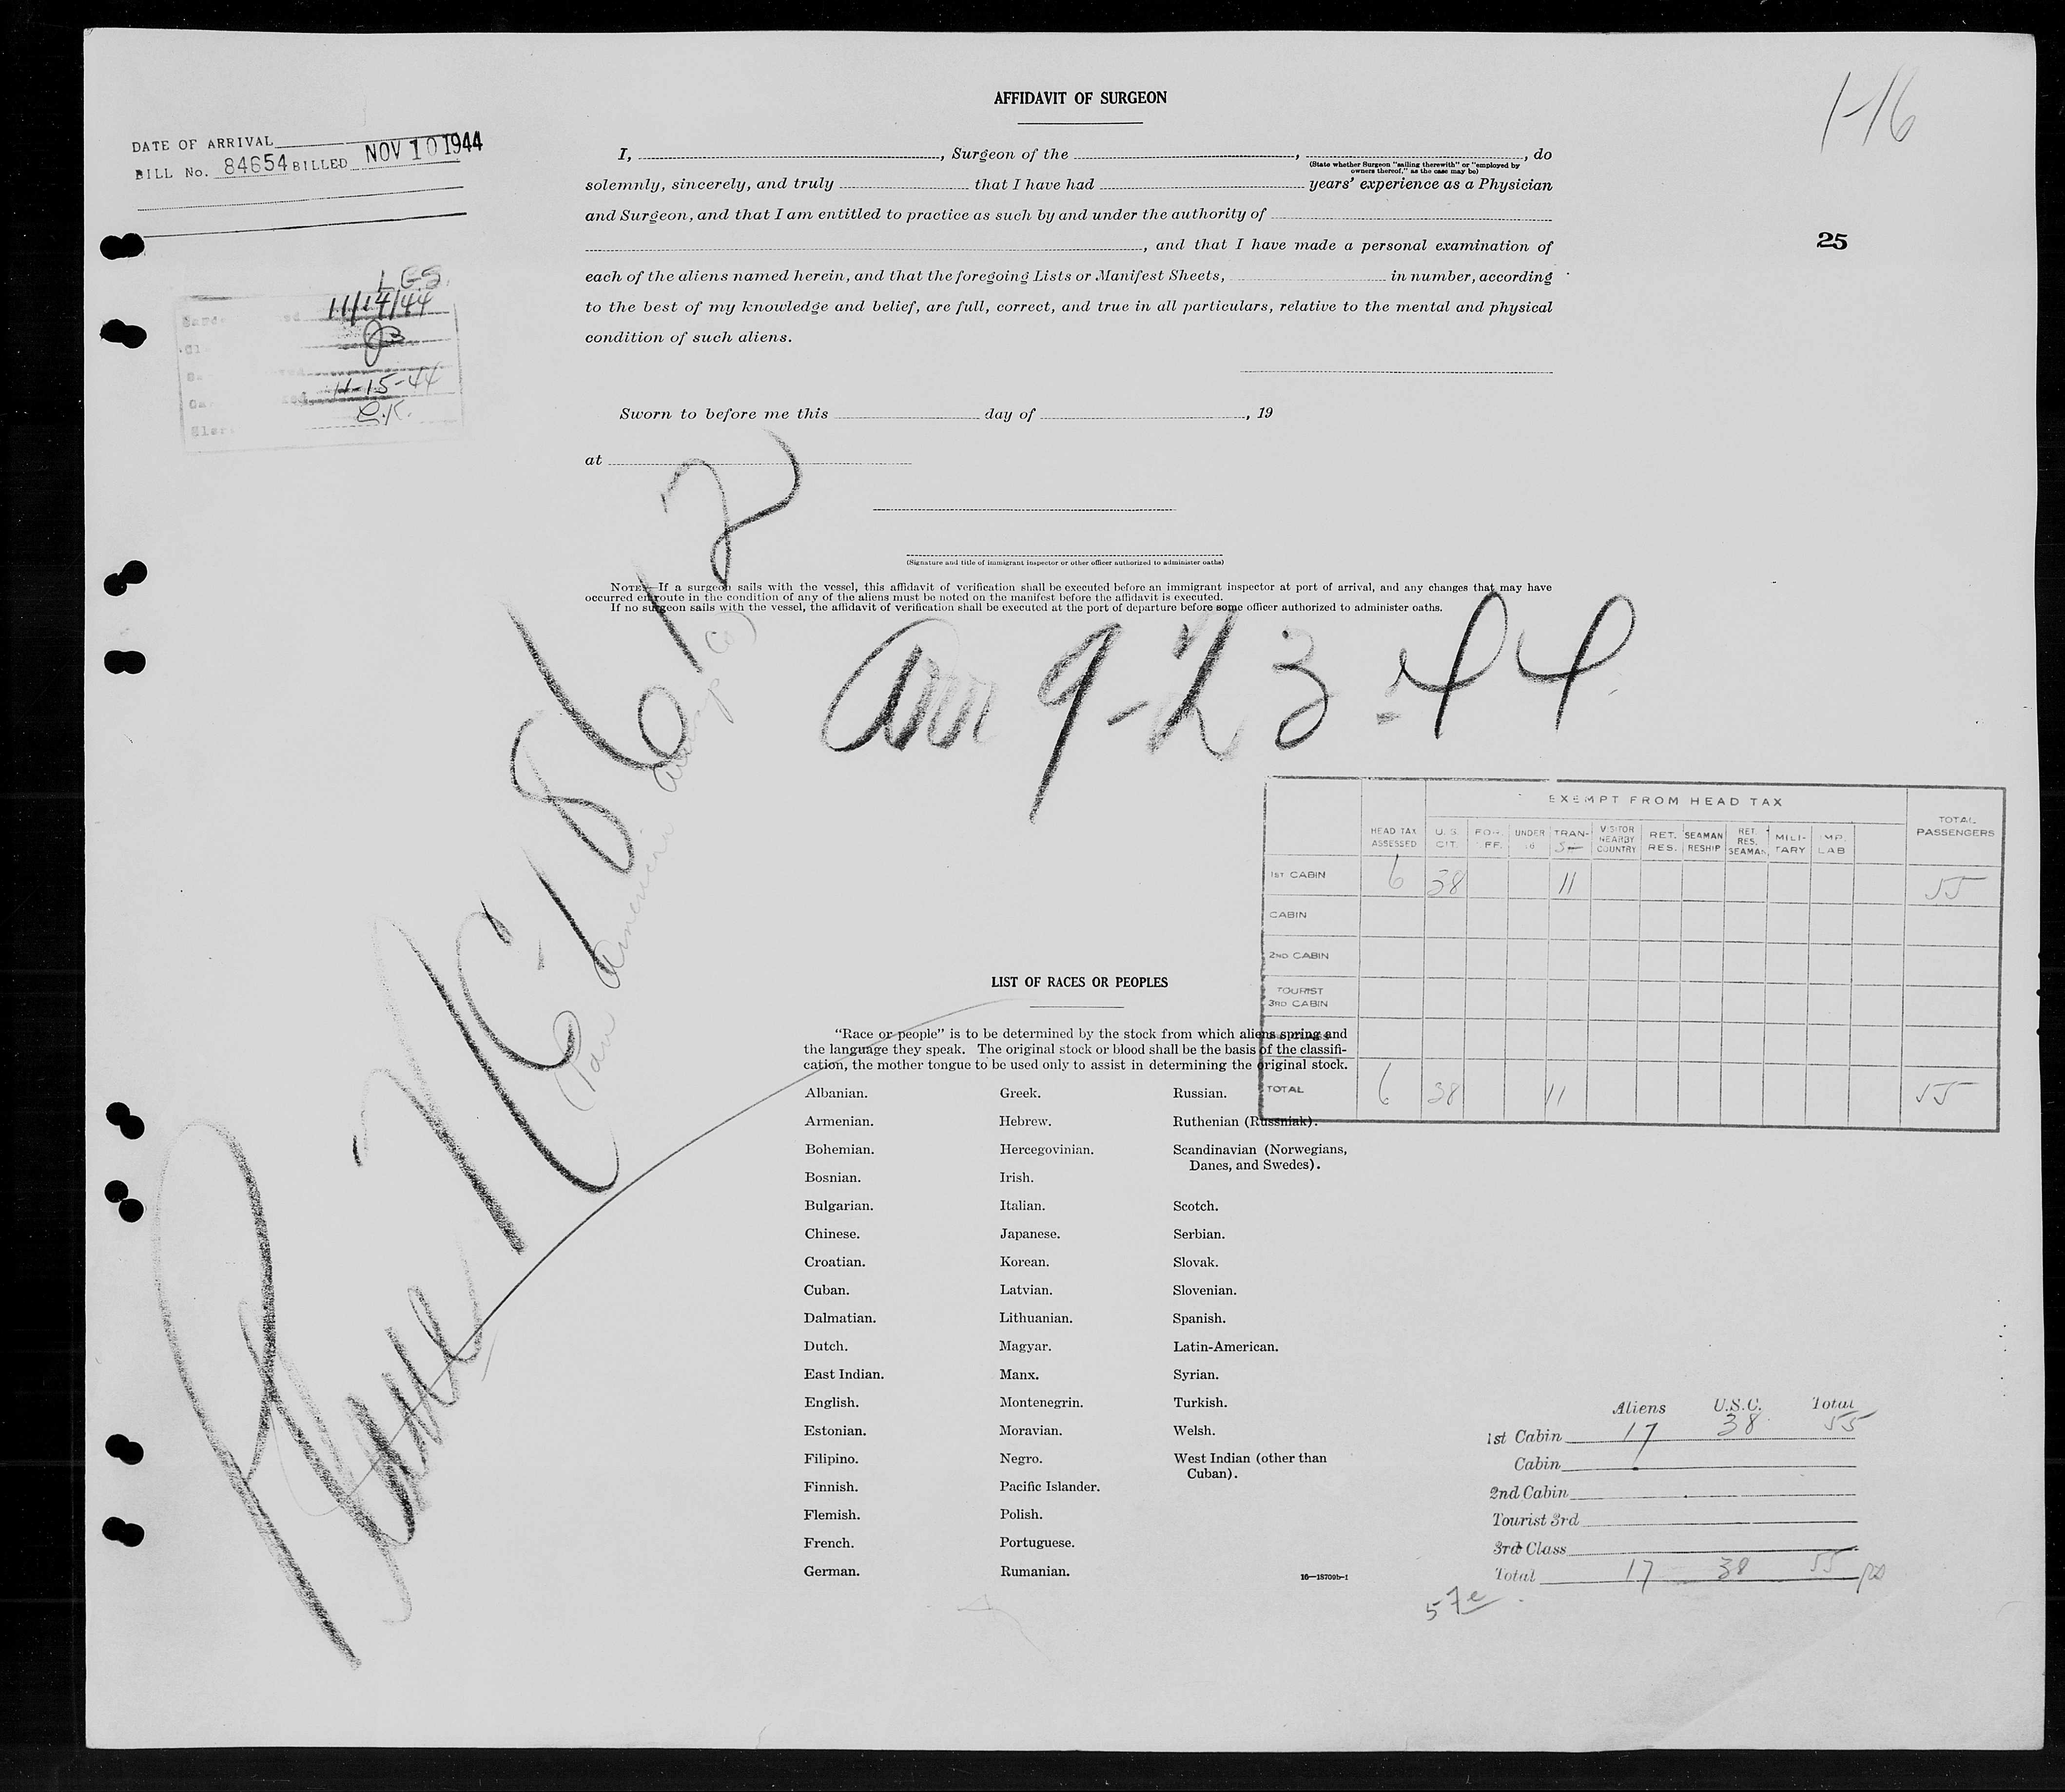 1-16
AFFIDAVIT OF SURGEON
DATE OF ARRIVAL
BILL No. 84654 BILLED NOV 10 1944
I, , Surgeon of the , , do
(State whether Surgeon "sailing therewith" or "employed by
owners thereof," as the case may be)
solemnly, sincerely, and truly that I have had years' experience as a Physician
and Surgeon, and that I am entitled to practice as such by and under the authority of
, and that I have made a personal examination of
25
each of the aliens named herein, and that the foregoing Lists or Manifest Sheets, in number, according
to the best of my knowledge and belief, are full, correct, and true in all particulars, relative to the mental and physical
condition of such aliens.
LGS.
11/14/44
11-15-44
Sworn to before me this day of , 19
at
(Signature and title of immigrant inspector or other officer authorized to administer oaths)
NOTE.—If a surgeon sails with the vessel, this affidavit of verification shall be executed before an immigrant inspector at port of arrival, and any changes that may have
occurred en route in the condition of any of the aliens must be noted on the manifest before the affidavit is executed.
If no surgeon sails with the vessel, the affidavit of verification shall be executed at the port of departure before some officer authorized to administer oaths.
Plane NC-18612
Pan American
Arr 9-23-44
EXEMPT FROM HEAD TAX
HEAD TAX ASSESSED U.S. CIT. FOR. OFF. UNDER 16 TRANS VISITOR NEARBY COUNTRY RET. RES. SEAMAN RESHIP RET. RES. SEAMAN MILITARY IMP. LAB TOTAL PASSENGERS
1ST CABIN 6 38 11 55
CABIN
2ND CABIN
TOURIST
3RD CABIN
TOTAL 6 38 11 55
LIST OF RACES OR PEOPLES
"Race or people" is to be determined by the stock from which aliens spring and
the language they speak. The original stock or blood shall be the basis of the classifi-
cation, the mother tongue to be used only to assist in determining the original stock.
Albanian.
Armenian.
Bohemian.
Bosnian.
Bulgarian.
Chinese.
Croatian.
Cuban.
Dalmatian.
Dutch.
East Indian.
English.
Estonian.
Filipino.
Finnish.
Flemish.
French.
German.
Greek.
Hebrew.
Hercegovinian.
Irish.
Italian.
Japanese.
Korean.
Latvian.
Lithuanian.
Magyar.
Manx.
Montenegrin.
Moravian.
Negro.
Pacific Islander.
Polish.
Portuguese.
Rumanian.
Russian.
Ruthenian (Russniak).
Scandinavian (Norwegians,
Danes, and Swedes).
Scotch.
Serbian.
Slovak.
Slovenian.
Spanish.
Latin-American.
Syrian.
Turkish.
Welsh.
West Indian (other than
Cuban).
16—18709b-1
Aliens U.S.C. Total
1st Cabin 17 38 55
Cabin
2nd Cabin
Tourist 3rd
3rd Class
Total 17 38 55